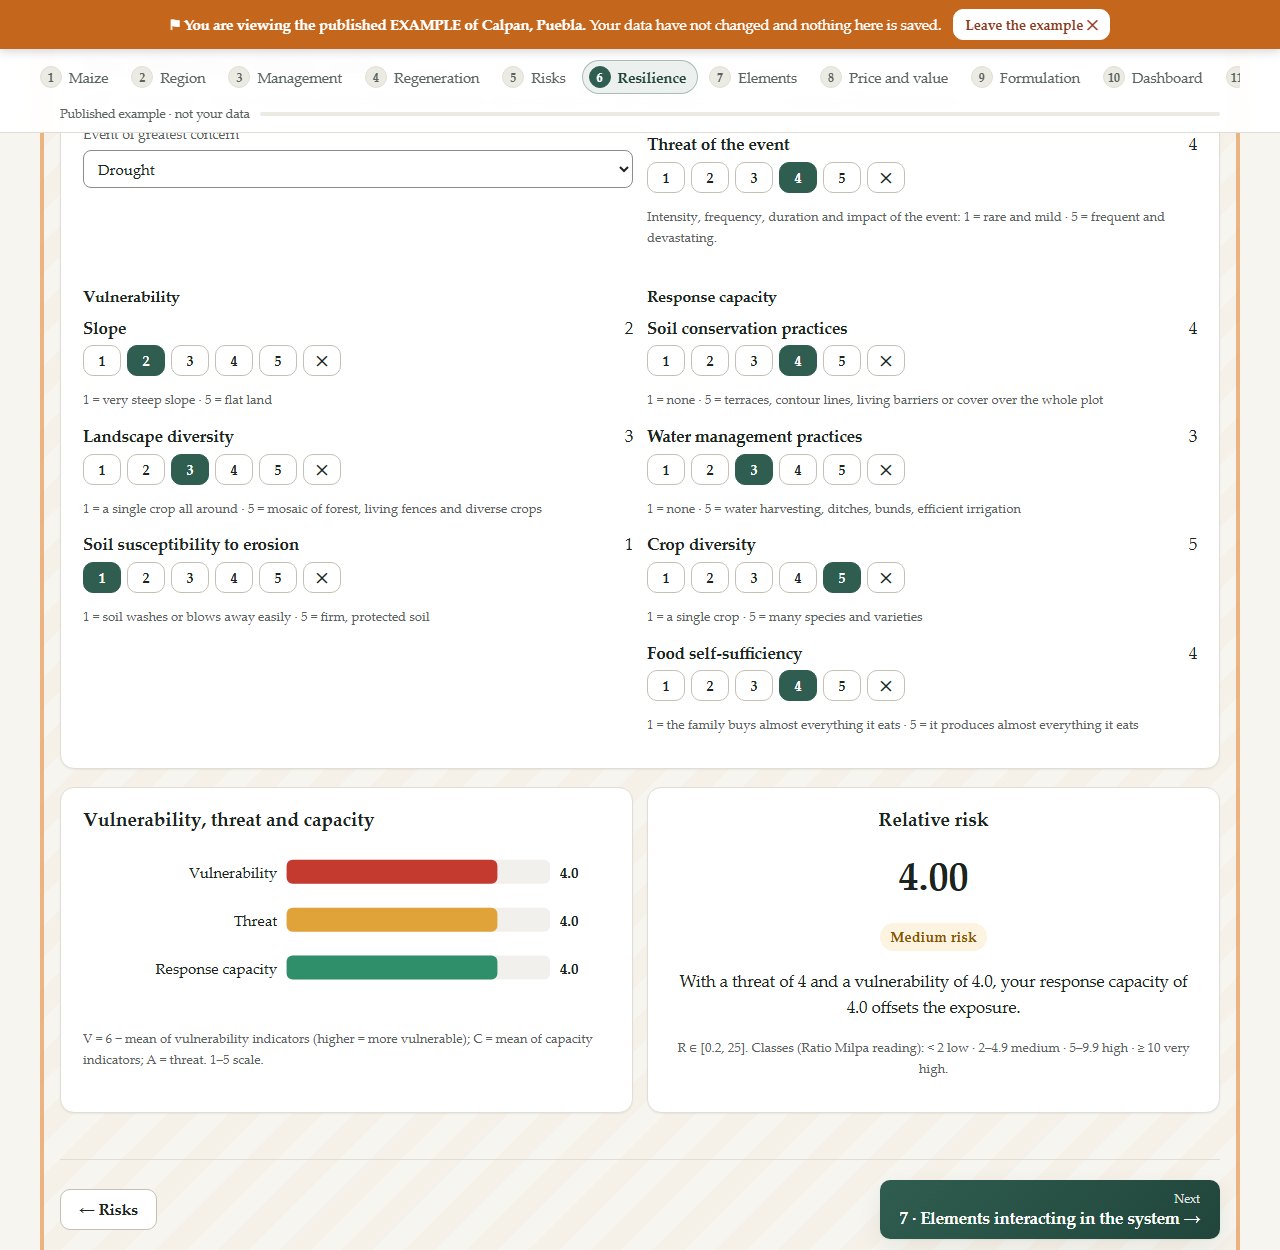 ⚑ You are viewing the published EXAMPLE of Calpan, Puebla. Your data have not changed and nothing here is saved.
Leave the example ✕
1 Maize
2 Region
3 Management
4 Regeneration
5 Risks
6 Resilience
7 Elements
8 Price and value
9 Formulation
10 Dashboard
11
Published example · not your data
Event of greatest concern
Drought
Threat of the event 4
1 2 3 4 5 ✕
Intensity, frequency, duration and impact of the event: 1 = rare and mild · 5 = frequent and
devastating.
Vulnerability
Slope 2
1 2 3 4 5 ✕
1 = very steep slope · 5 = flat land
Landscape diversity 3
1 2 3 4 5 ✕
1 = a single crop all around · 5 = mosaic of forest, living fences and diverse crops
Soil susceptibility to erosion 1
1 2 3 4 5 ✕
1 = soil washes or blows away easily · 5 = firm, protected soil
Response capacity
Soil conservation practices 4
1 2 3 4 5 ✕
1 = none · 5 = terraces, contour lines, living barriers or cover over the whole plot
Water management practices 3
1 2 3 4 5 ✕
1 = none · 5 = water harvesting, ditches, bunds, efficient irrigation
Crop diversity 5
1 2 3 4 5 ✕
1 = a single crop · 5 = many species and varieties
Food self-sufficiency 4
1 2 3 4 5 ✕
1 = the family buys almost everything it eats · 5 = it produces almost everything it eats
Vulnerability, threat and capacity
Vulnerability 4.0
Threat 4.0
Response capacity 4.0
V = 6 − mean of vulnerability indicators (higher = more vulnerable); C = mean of capacity
indicators; A = threat. 1–5 scale.
Relative risk
4.00
Medium risk
With a threat of 4 and a vulnerability of 4.0, your response capacity of
4.0 offsets the exposure.
R ∈ [0.2, 25]. Classes (Ratio Milpa reading): < 2 low · 2–4.9 medium · 5–9.9 high · ≥ 10 very
high.
← Risks
Next
7 · Elements interacting in the system →